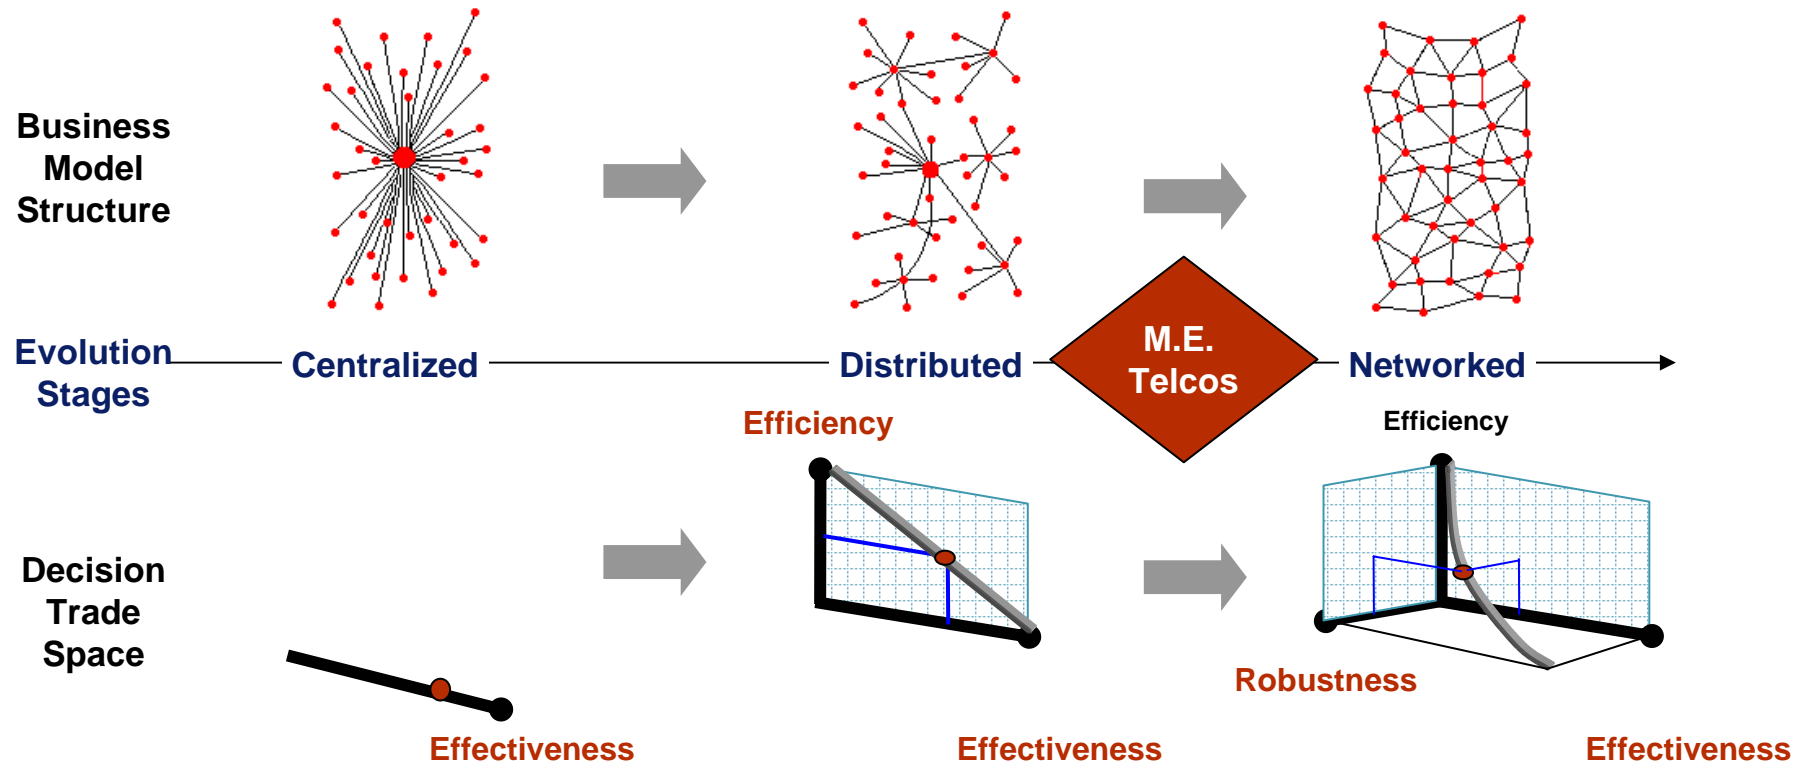 Business
Model
Structure
Evolution
Stages
Centralized
Distributed
M.E.
Telcos
Networked
Efficiency
Efficiency
Decision
Trade
Space
Robustness
Effectiveness
Effectiveness
Effectiveness